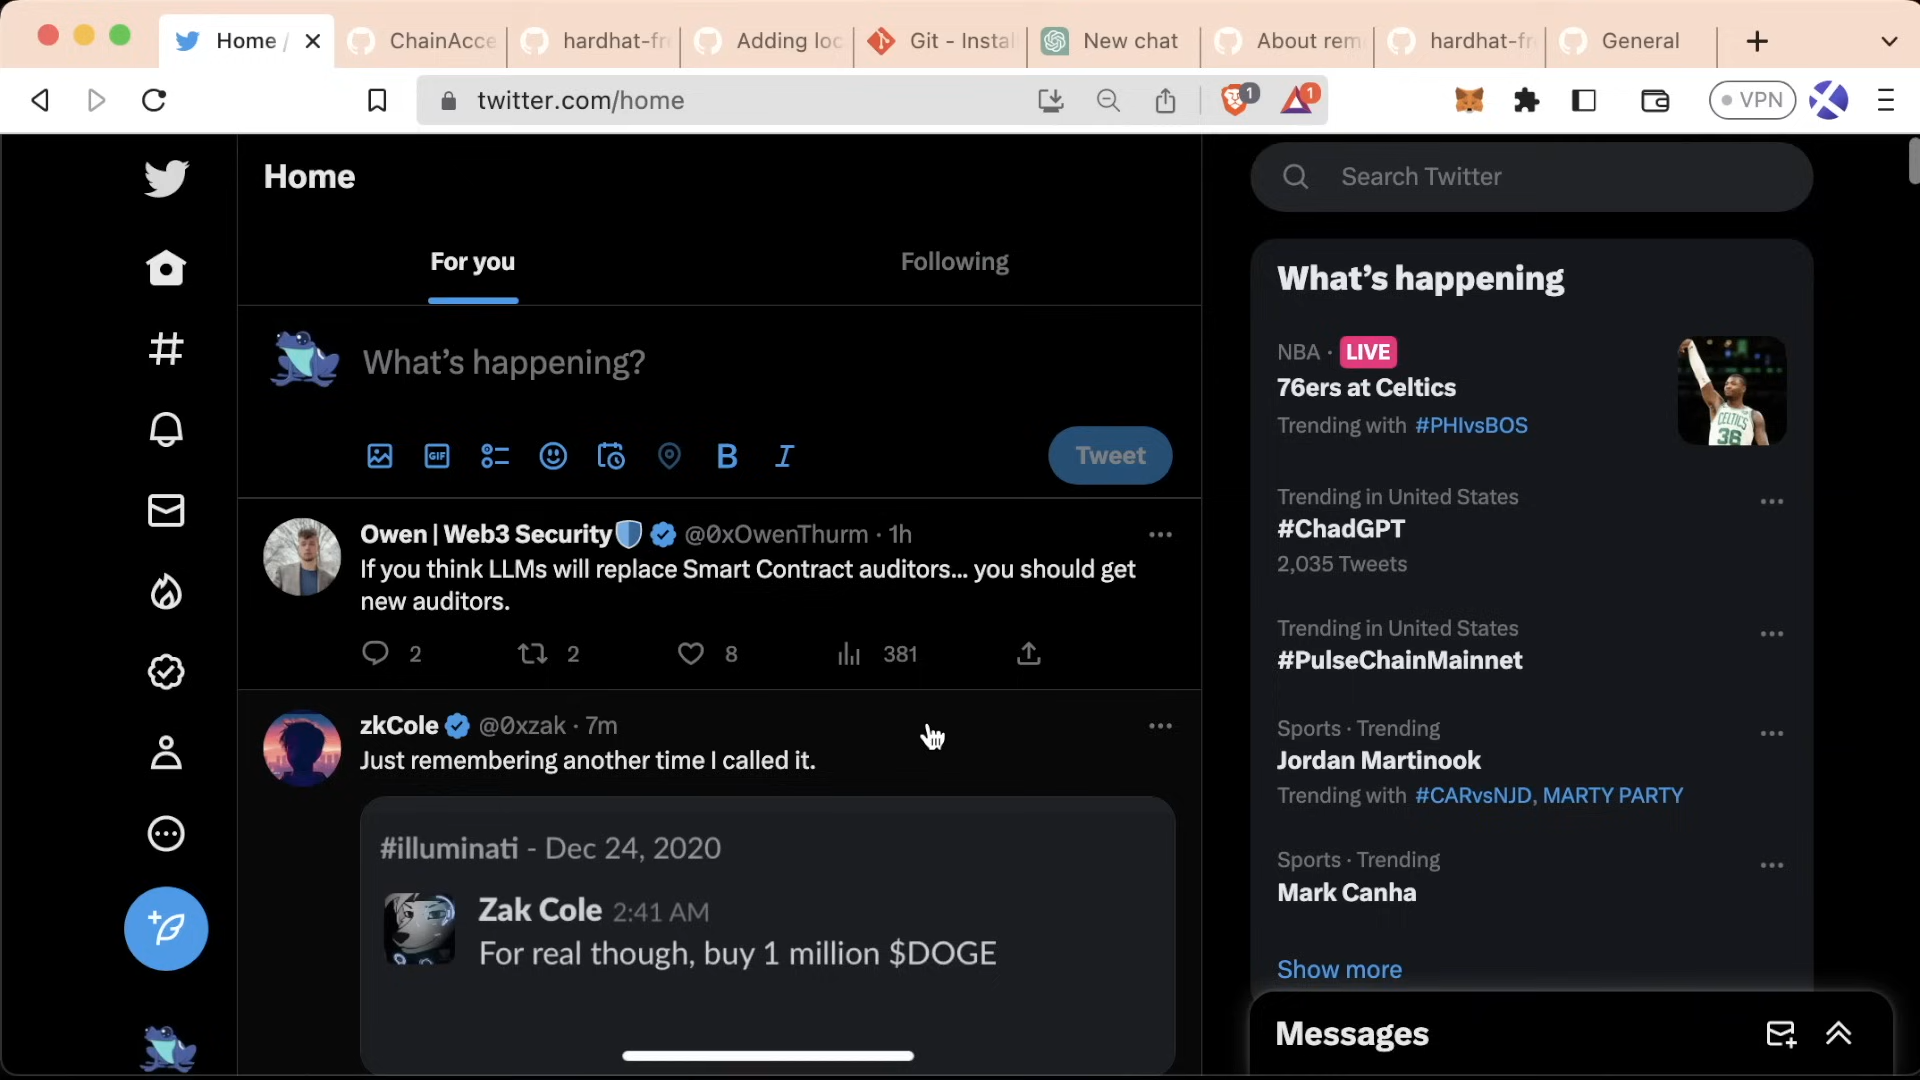 Home /
ChainAcce
hardhat-fr
Adding loc
Git - Instal
New chat
About rem
hardhat-fr
General
twitter.com/home
1
1
VPN
Home
Search Twitter
For you
Following
What's happening?
GIF
B I
Tweet
Owen | Web3 Security @0xOwenThurm · 1h
If you think LLMs will replace Smart Contract auditors... you should get
new auditors.
2
2
8
381
zkCole @0xzak · 7m
Just remembering another time I called it.
#illuminati - Dec 24, 2020
Zak Cole 2:41 AM
For real though, buy 1 million $DOGE
What's happening
NBA · LIVE
76ers at Celtics
Trending with #PHIvsBOS
CELTICS
36
Trending in United States
#ChadGPT
2,035 Tweets
Trending in United States
#PulseChainMainnet
Sports · Trending
Jordan Martinook
Trending with #CARvsNJD, MARTY PARTY
Sports · Trending
Mark Canha
Show more
Messages